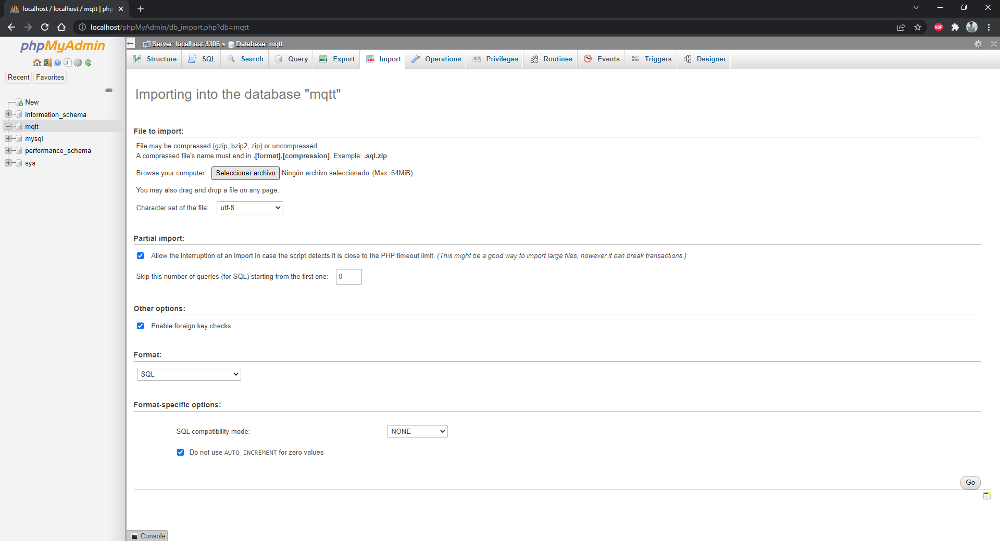 localhost / localhost / mqtt | php
localhost/phpMyAdmin/db_import.php?db=mqtt
ABP
phpMyAdmin
Recent
Favorites
New
information_schema
mqtt
mysql
performance_schema
sys
Server: localhost:3306 » Database: mqtt
Structure
SQL
Search
Query
Export
Import
Operations
Privileges
Routines
Events
Triggers
Designer
Importing into the database "mqtt"
File to import:
File may be compressed (gzip, bzip2, zip) or uncompressed.
A compressed file's name must end in .[format].[compression]. Example: .sql.zip
Browse your computer: Seleccionar archivo Ningún archivo seleccionado (Max: 64MiB)
You may also drag and drop a file on any page.
Character set of the file: utf-8
Partial import:
Allow the interruption of an import in case the script detects it is close to the PHP timeout limit. (This might be a good way to import large files, however it can break transactions.)
Skip this number of queries (for SQL) starting from the first one: 0
Other options:
Enable foreign key checks
Format:
SQL
Format-specific options:
SQL compatibility mode: NONE
Do not use AUTO_INCREMENT for zero values
Go
Console